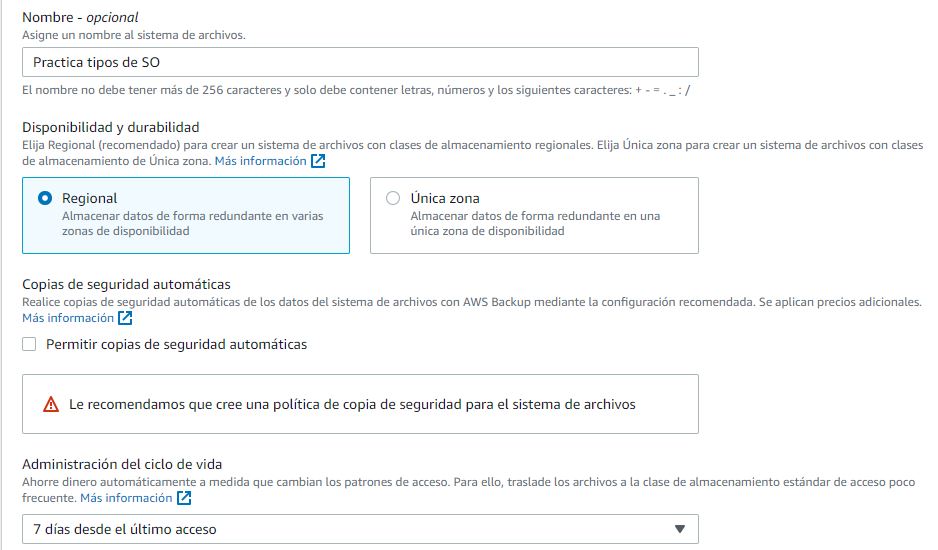 Nombre - opcional
Asigne un nombre al sistema de archivos.
Practica tipos de SO
El nombre no debe tener más de 256 caracteres y solo debe contener letras, números y los siguientes caracteres: + - = . _ : /
Disponibilidad y durabilidad
Elija Regional (recomendado) para crear un sistema de archivos con clases de almacenamiento regionales. Elija Única zona para crear un sistema de archivos con clases
de almacenamiento de Única zona. Más información
Regional
Almacenar datos de forma redundante en varias
zonas de disponibilidad
Única zona
Almacenar datos de forma redundante en una
única zona de disponibilidad
Copias de seguridad automáticas
Realice copias de seguridad automáticas de los datos del sistema de archivos con AWS Backup mediante la configuración recomendada. Se aplican precios adicionales.
Más información
Permitir copias de seguridad automáticas
Le recomendamos que cree una política de copia de seguridad para el sistema de archivos
Administración del ciclo de vida
Ahorre dinero automáticamente a medida que cambian los patrones de acceso. Para ello, traslade los archivos a la clase de almacenamiento estándar de acceso poco
frecuente. Más información
7 días desde el último acceso